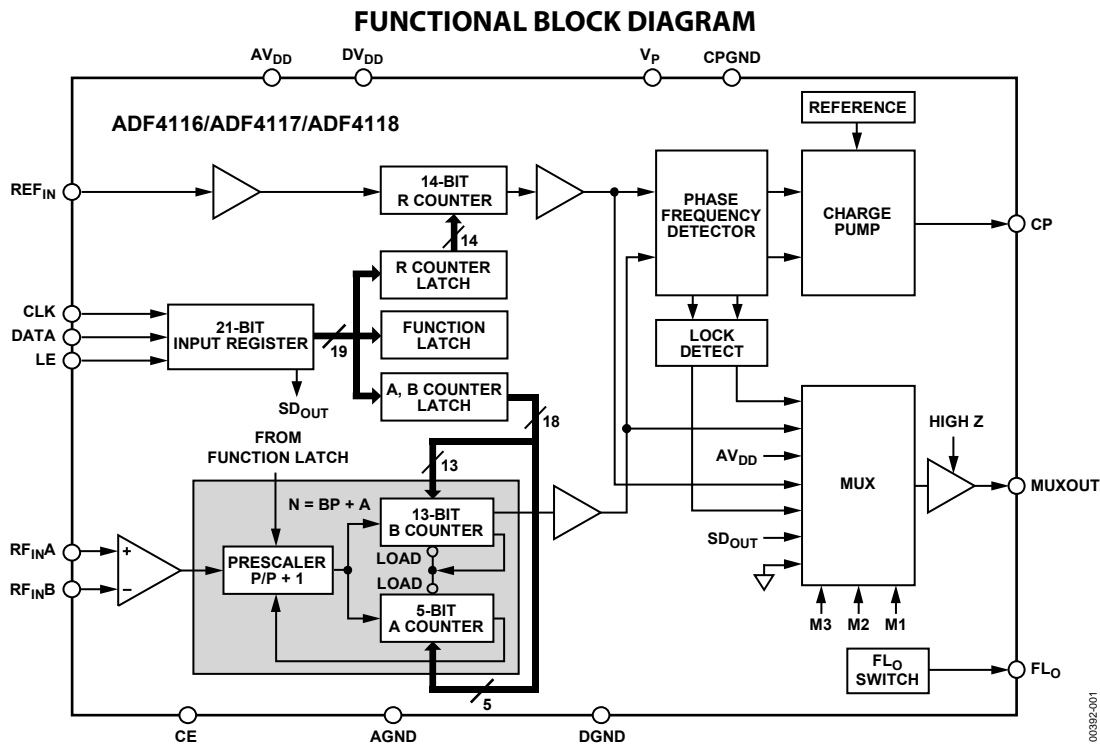 FUNCTIONAL BLOCK DIAGRAM
AVDD
DVDD
VP
CPGND
ADF4116/ADF4117/ADF4118
REFERENCE
REFIN
14-BIT
R COUNTER
PHASE
FREQUENCY
DETECTOR
CHARGE
PUMP
CP
14
R COUNTER
LATCH
CLK
DATA
LE
21-BIT
INPUT REGISTER
19
FUNCTION
LATCH
LOCK
DETECT
A, B COUNTER
LATCH
SDOUT
18
FROM
FUNCTION LATCH
13
HIGH Z
AVDD
MUX
MUXOUT
N = BP + A
13-BIT
B COUNTER
RFINA
RFINB
+
–
PRESCALER
P/P + 1
LOAD
LOAD
SDOUT
5-BIT
A COUNTER
M3
M2
M1
5
FLO
SWITCH
FLO
CE
AGND
DGND
00392-001